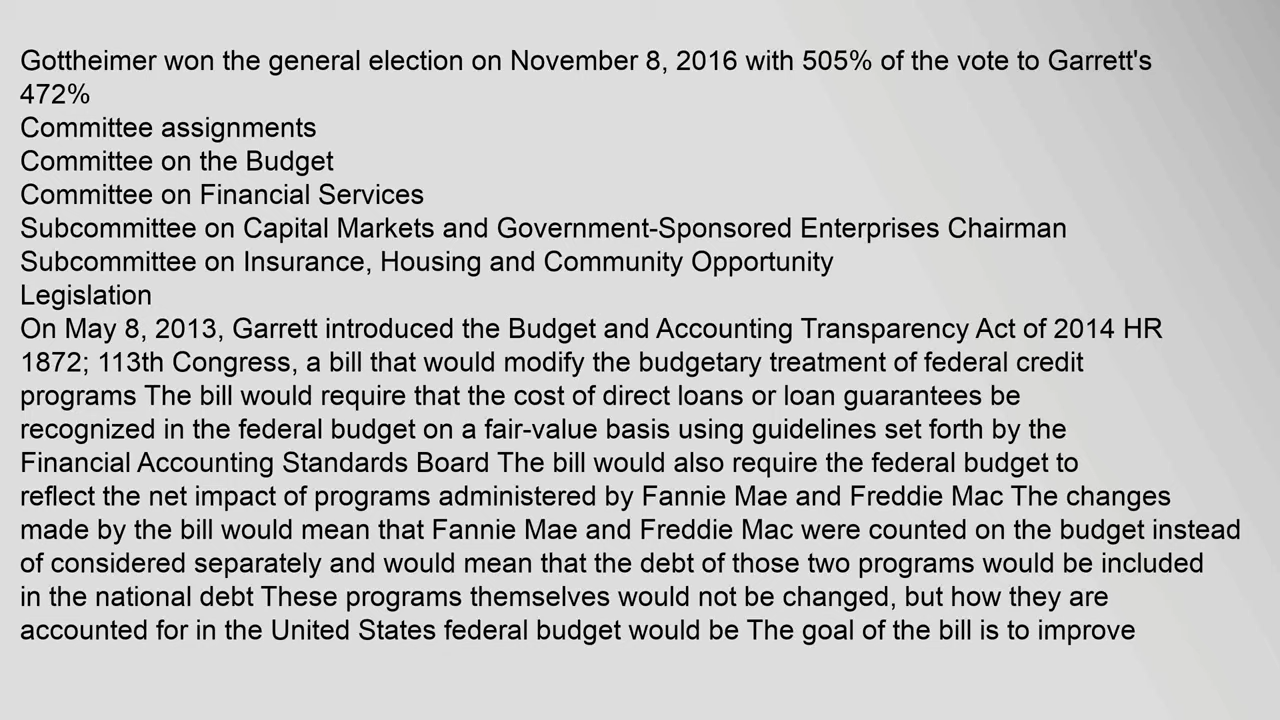 Gottheimer won the general election on November 8, 2016 with 505% of the vote to Garrett's
472%
Committee assignments
Committee on the Budget
Committee on Financial Services
Subcommittee on Capital Markets and Government-Sponsored Enterprises Chairman
Subcommittee on Insurance, Housing and Community Opportunity
Legislation
On May 8, 2013, Garrett introduced the Budget and Accounting Transparency Act of 2014 HR
1872; 113th Congress, a bill that would modify the budgetary treatment of federal credit
programs The bill would require that the cost of direct loans or loan guarantees be
recognized in the federal budget on a fair-value basis using guidelines set forth by the
Financial Accounting Standards Board The bill would also require the federal budget to
reflect the net impact of programs administered by Fannie Mae and Freddie Mac The changes
made by the bill would mean that Fannie Mae and Freddie Mac were counted on the budget instead
of considered separately and would mean that the debt of those two programs would be included
in the national debt These programs themselves would not be changed, but how they are
accounted for in the United States federal budget would be The goal of the bill is to improve